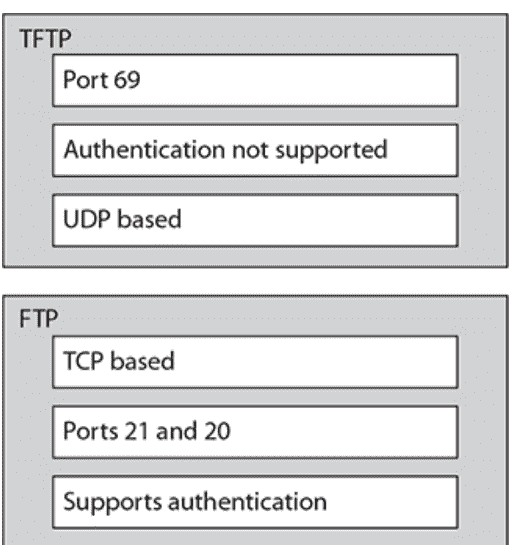 TFTP
Port 69
Authentication not supported
UDP based
FTP
TCP based
Ports 21 and 20
Supports authentication